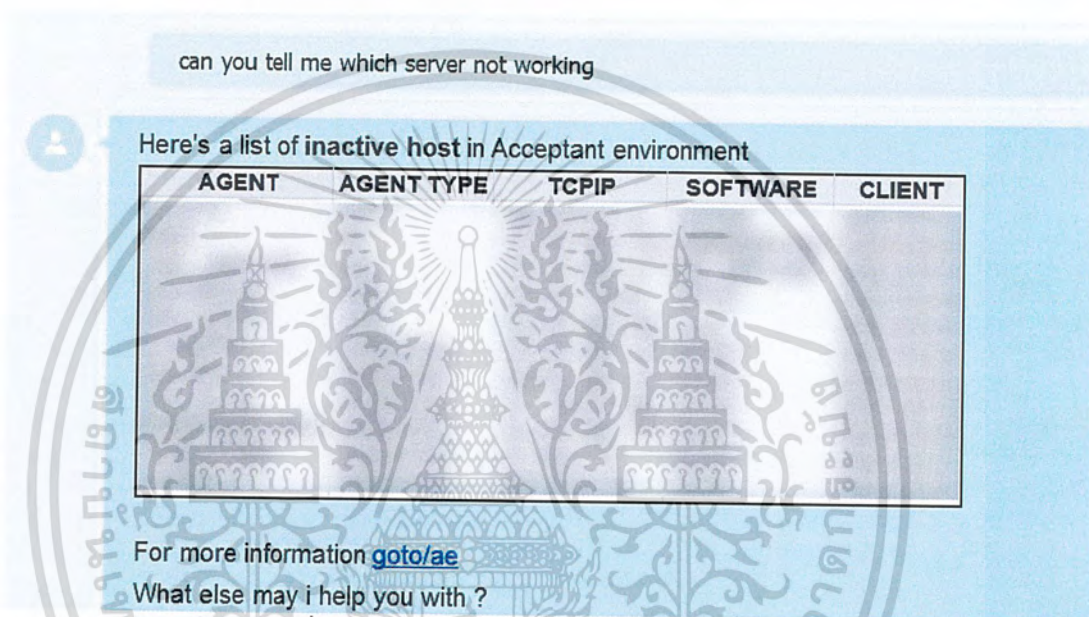 can you tell me which server not working
Here's a list of inactive host in Acceptant environment
AGENT AGENT TYPE TCPIP SOFTWARE CLIENT
For more information goto/ae
What else may i help you with ?